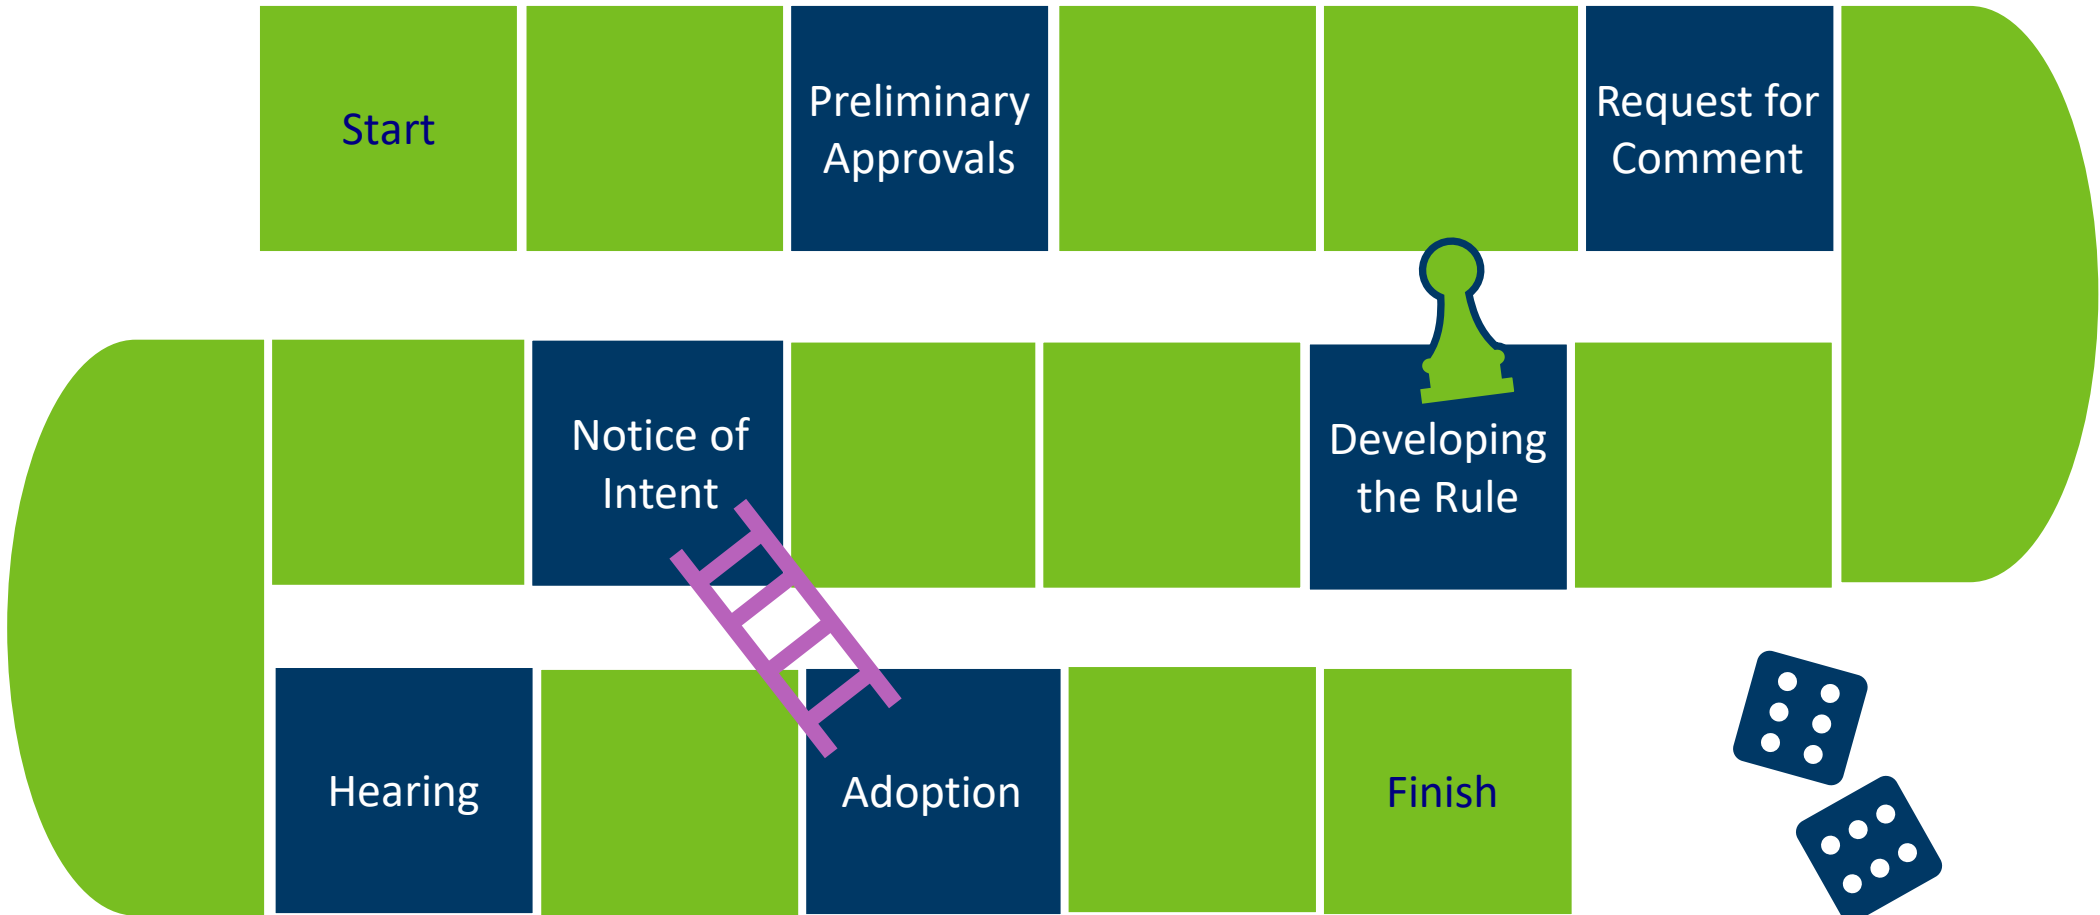 Start
Preliminary
Approvals
Request for
Comment
Notice of
Intent
Developing
the Rule
Hearing
Adoption
Finish